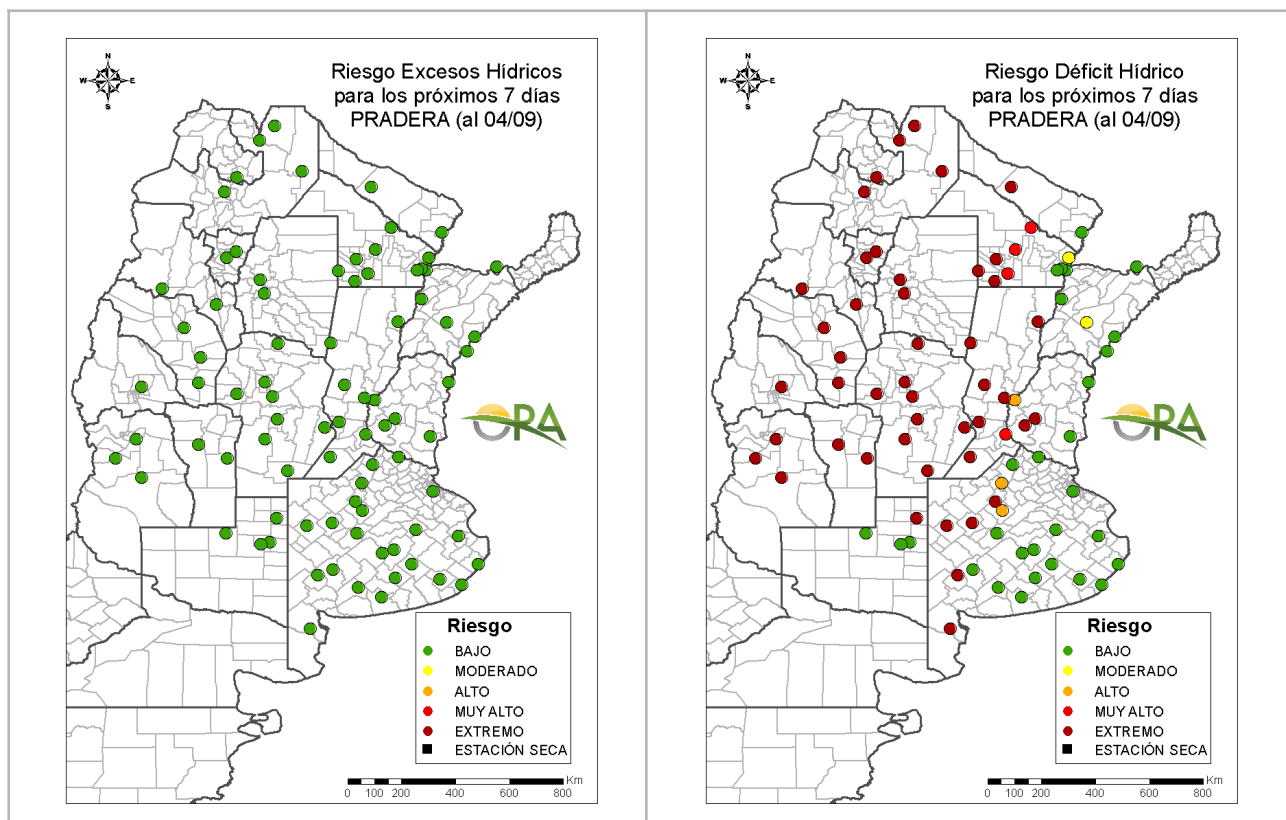 N
W E
S
Riesgo Excesos Hídricos
para los próximos 7 días
PRADERA (al 04/09)
ORA
Riesgo
BAJO
MODERADO
ALTO
MUY ALTO
EXTREMO
ESTACIÓN SECA
Km
0 100 200 400 600 800
N
W E
S
Riesgo Déficit Hídrico
para los próximos 7 días
PRADERA (al 04/09)
ORA
Riesgo
BAJO
MODERADO
ALTO
MUY ALTO
EXTREMO
ESTACIÓN SECA
Km
0 100 200 400 600 800